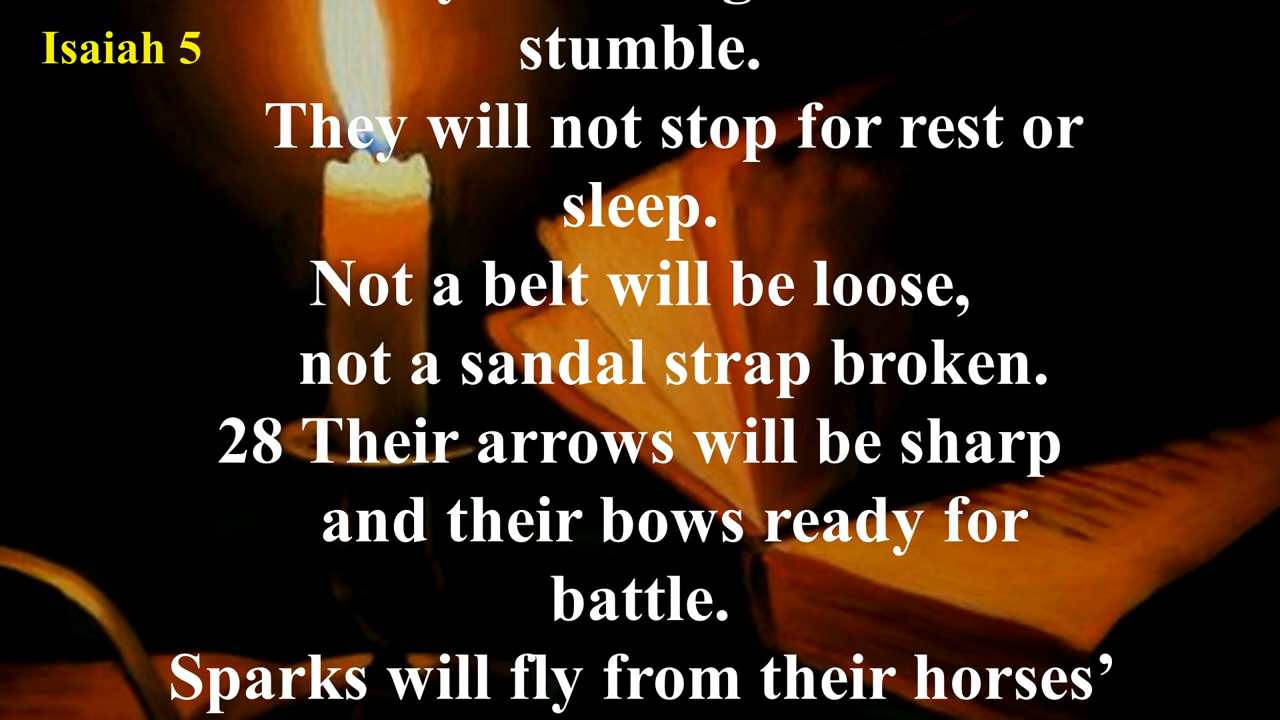 Isaiah 5
stumble.
They will not stop for rest or
sleep.
Not a belt will be loose,
not a sandal strap broken.
28 Their arrows will be sharp
and their bows ready for
battle.
Sparks will fly from their horses’